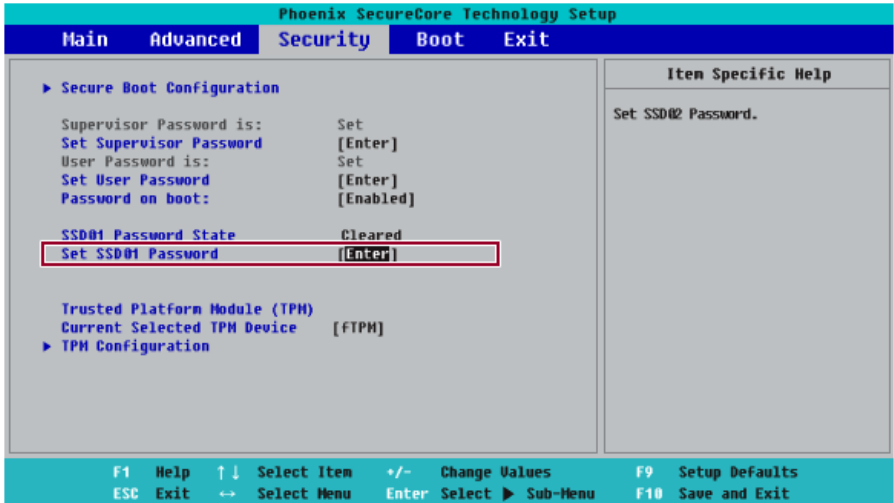 Phoenix SecureCore Technology Setup
Main Advanced Security Boot Exit
Item Specific Help
▶ Secure Boot Configuration
Set SSD02 Password.
Supervisor Password is: Set
Set Supervisor Password [Enter]
User Password is: Set
Set User Password [Enter]
Password on boot: [Enabled]
SSD01 Password State Cleared
Set SSD01 Password [Enter]
Trusted Platform Module (TPM)
Current Selected TPM Device [fTPM]
▶ TPM Configuration
F1 Help ↑↓ Select Item +/- Change Values F9 Setup Defaults
ESC Exit ↔ Select Menu Enter Select ▶ Sub-Menu F10 Save and Exit